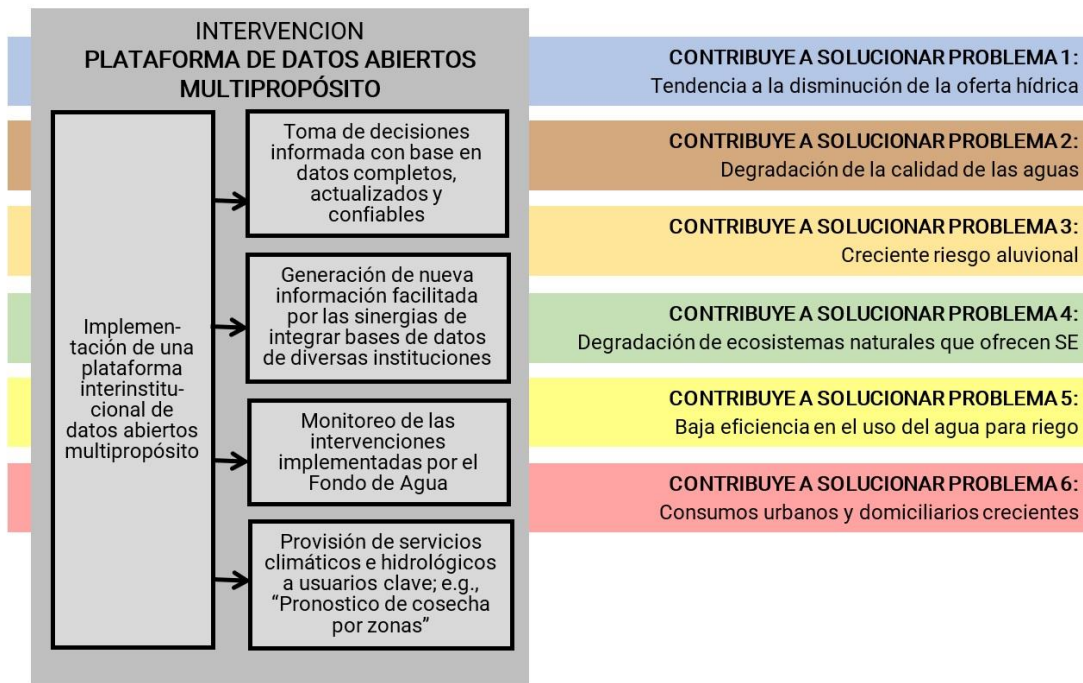 INTERVENCION
PLATAFORMA DE DATOS ABIERTOS
MULTIPROPÓSITO
Implemen-
tación de una
plataforma
interinstitu-
cional de
datos abiertos
multipropósito
Toma de decisiones
informada con base en
datos completos,
actualizados y
confiables
Generación de nueva
información facilitada
por las sinergias de
integrar bases de datos
de diversas instituciones
Monitoreo de las
intervenciones
implementadas por el
Fondo de Agua
Provisión de servicios
climáticos e hidrológicos
a usuarios clave; e.g.,
“Pronostico de cosecha
por zonas”
CONTRIBUYE A SOLUCIONAR PROBLEMA 1:
Tendencia a la disminución de la oferta hídrica
CONTRIBUYE A SOLUCIONAR PROBLEMA 2:
Degradación de la calidad de las aguas
CONTRIBUYE A SOLUCIONAR PROBLEMA 3:
Creciente riesgo aluvional
CONTRIBUYE A SOLUCIONAR PROBLEMA 4:
Degradación de ecosistemas naturales que ofrecen SE
CONTRIBUYE A SOLUCIONAR PROBLEMA 5:
Baja eficiencia en el uso del agua para riego
CONTRIBUYE A SOLUCIONAR PROBLEMA 6:
Consumos urbanos y domiciliarios crecientes